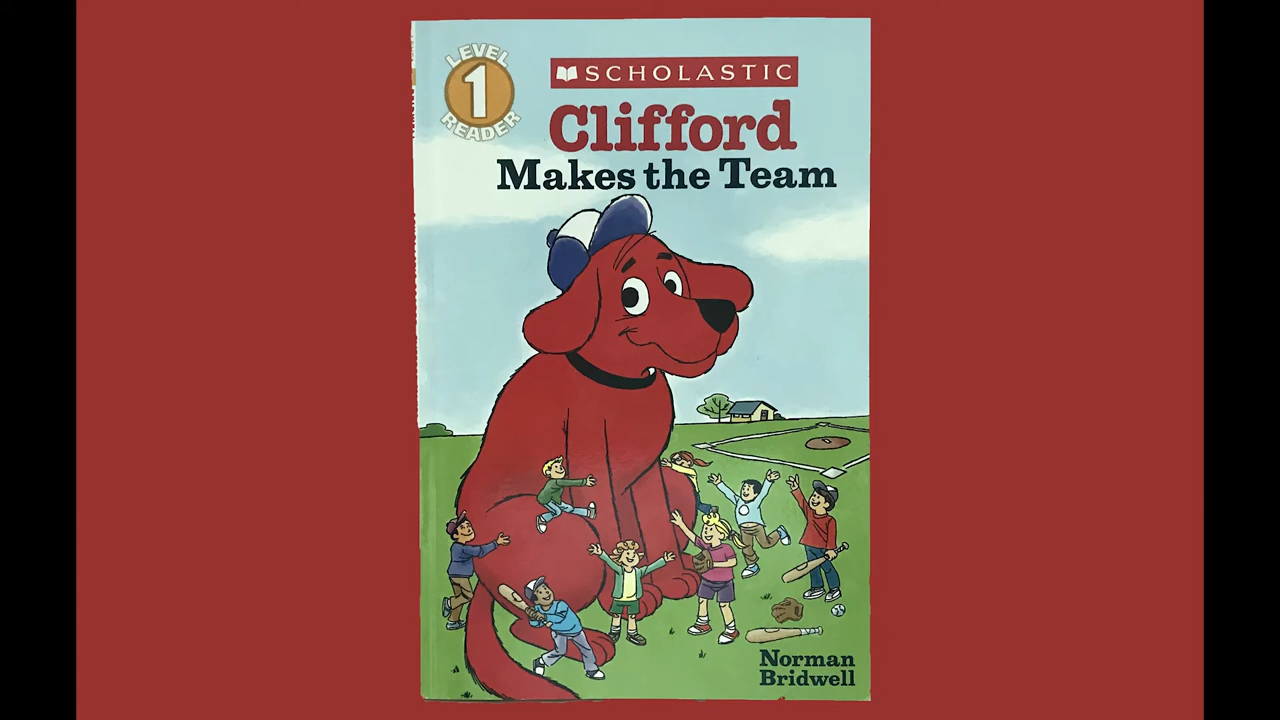 LEVEL
1
READER
SCHOLASTIC
Clifford
Makes the Team
Norman
Bridwell